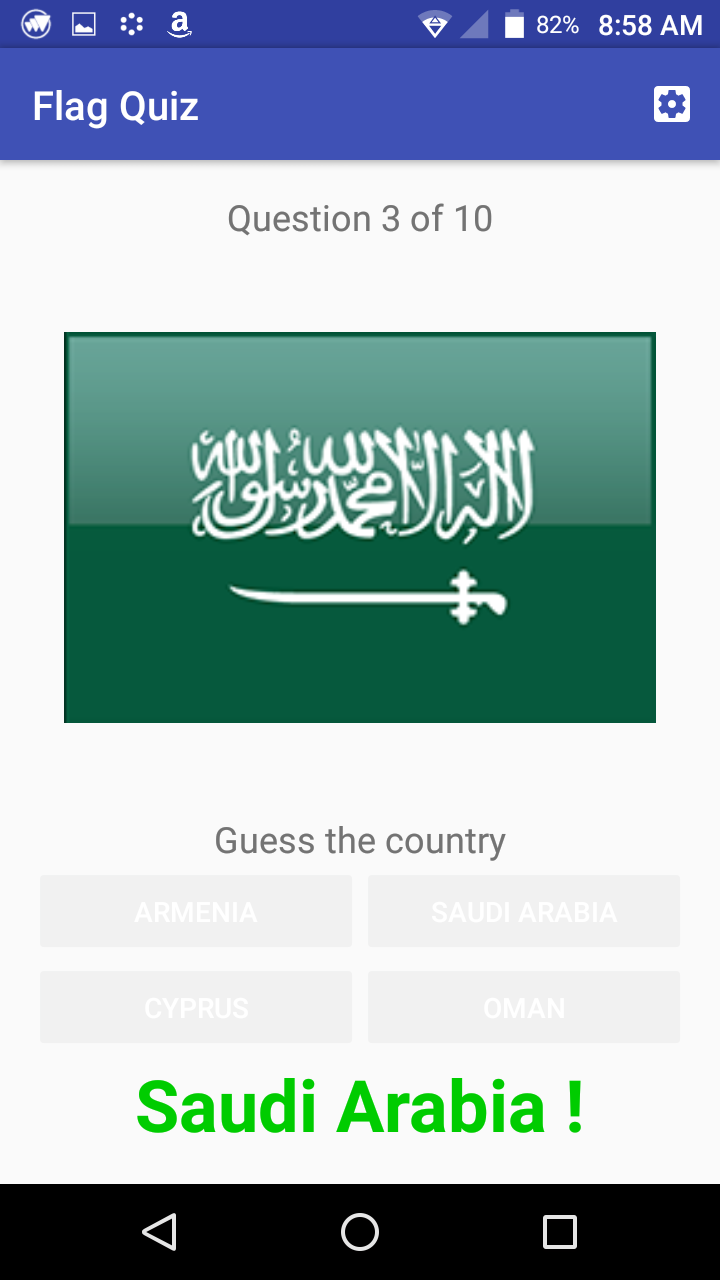 82% 8:58 AM
Flag Quiz
Question 3 of 10
لا إله إلا الله محمد رسول الله
Guess the country
ARMENIA SAUDI ARABIA
CYPRUS OMAN
Saudi Arabia !